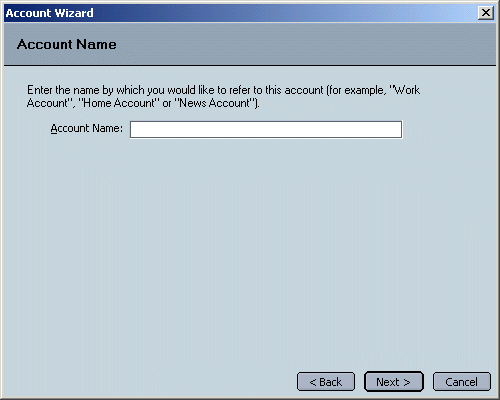 Account Wizard
Account Name
Enter the name by which you would like to refer to this account (for example, "Work
Account", "Home Account" or "News Account").
Account Name:
< Back
Next >
Cancel